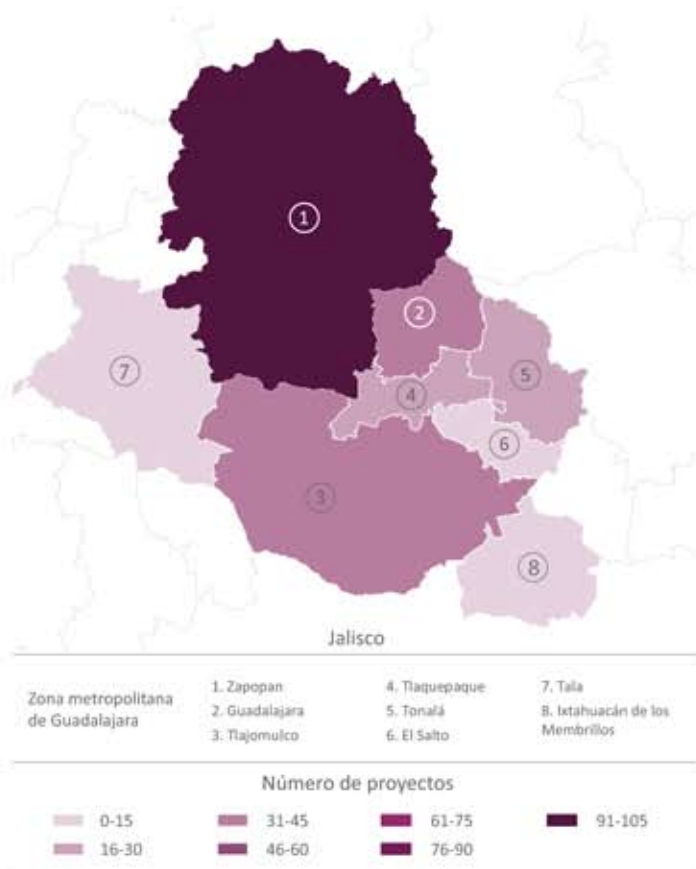 1
2
7
5
4
6
3
8
Jalisco
Zona metropolitana
de Guadalajara
1. Zapopan
2. Guadalajara
3. Tlajomulco
4. Tlaquepaque
5. Tonalá
6. El Salto
7. Tala
8. Ixtahuacán de los
Membrillos
Número de proyectos
0-15
16-30
31-45
46-60
61-75
76-90
91-105